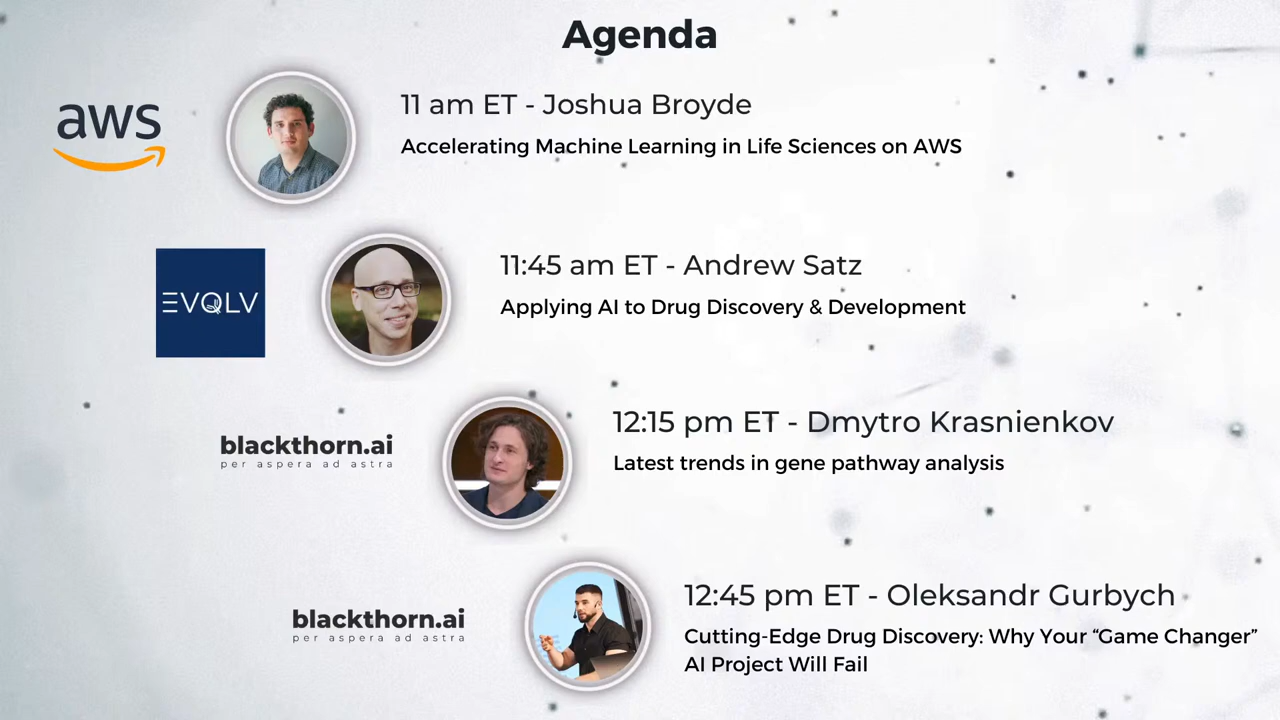 Agenda
aws
11 am ET - Joshua Broyde
Accelerating Machine Learning in Life Sciences on AWS
EVQLV
11:45 am ET - Andrew Satz
Applying AI to Drug Discovery & Development
blackthorn.ai
per aspera ad astra
12:15 pm ET - Dmytro Krasnienkov
Latest trends in gene pathway analysis
blackthorn.ai
per aspera ad astra
12:45 pm ET - Oleksandr Gurbych
Cutting-Edge Drug Discovery: Why Your “Game Changer”
AI Project Will Fail